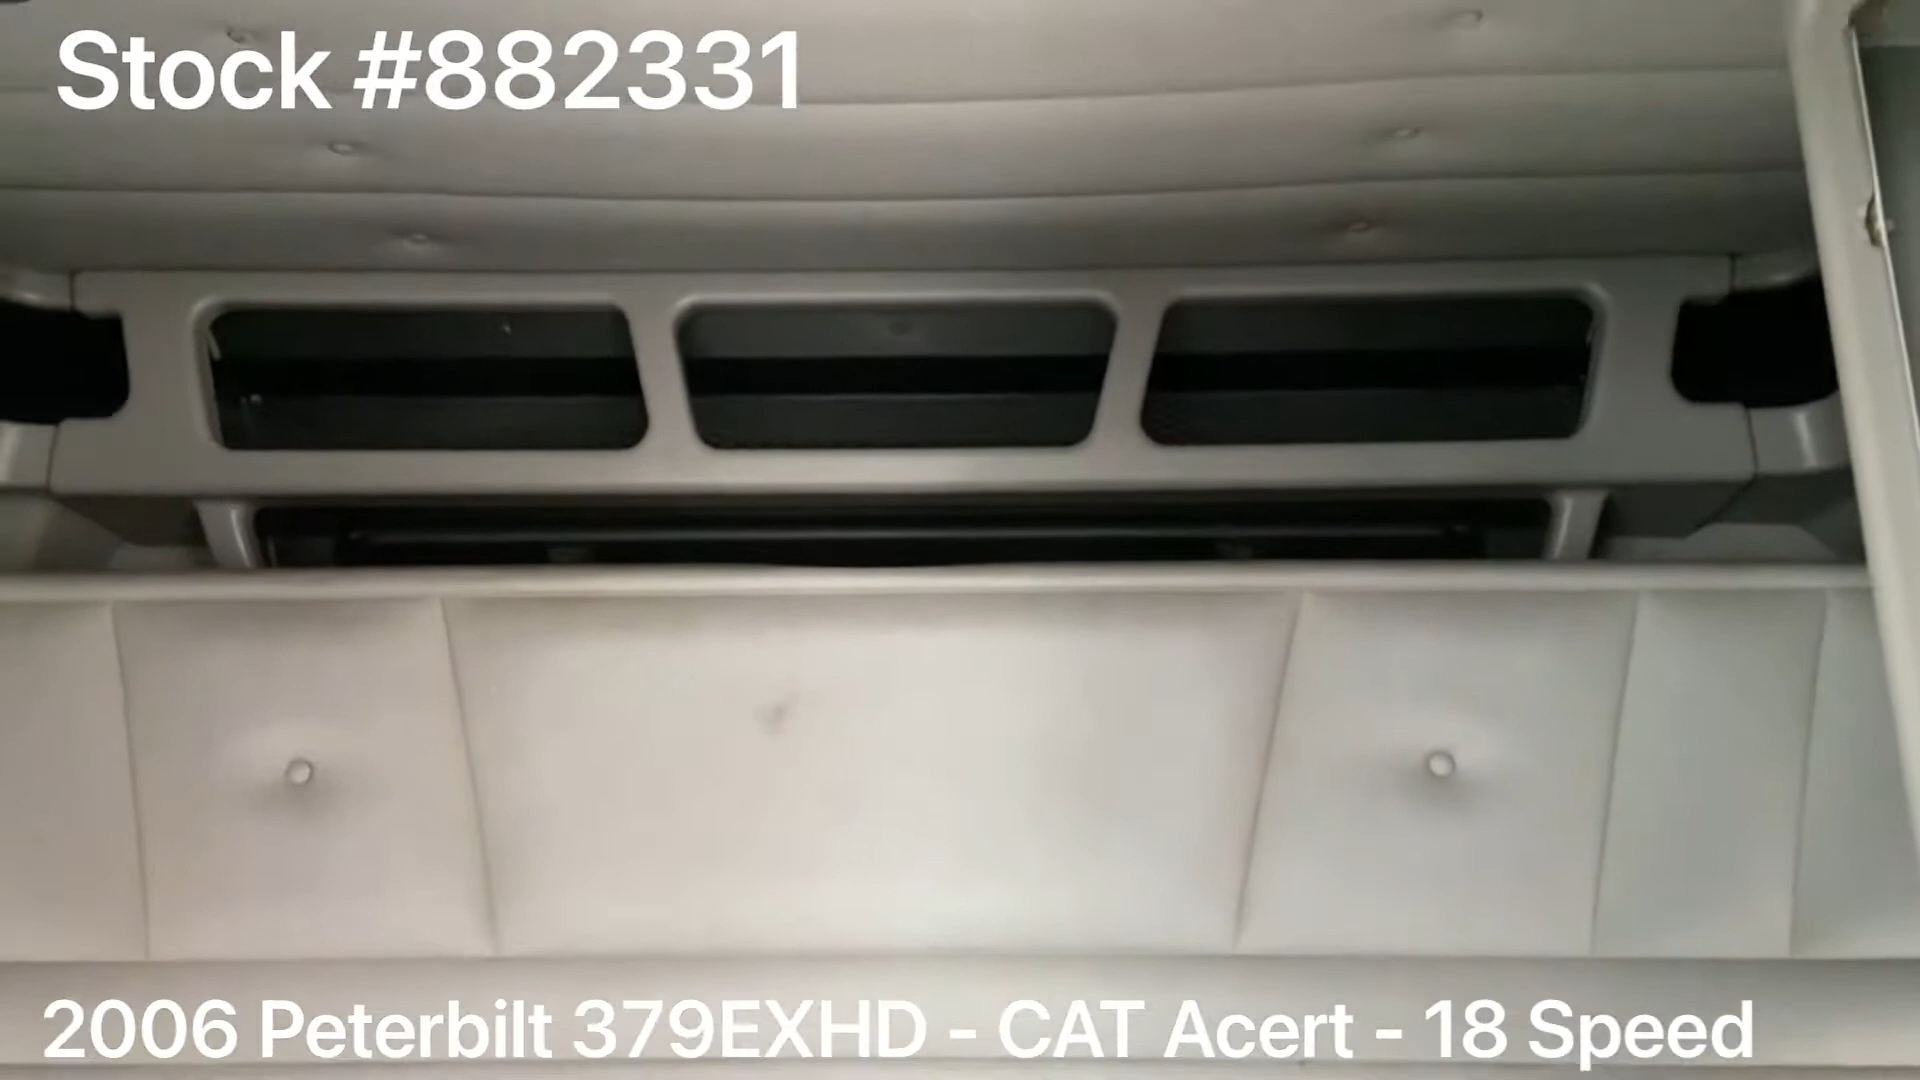 Stock #882331
2006 Peterbilt 379EXHD - CAT Acert - 18 Speed